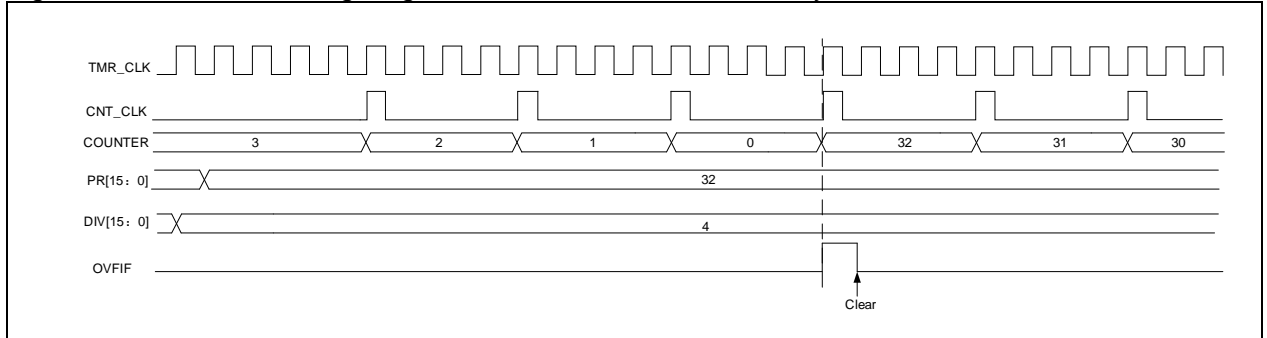 TMR_CLK
CNT_CLK
COUNTER 3 2 1 0 32 31 30
PR[15：0] 32
DIV[15：0] 4
OVFIF
Clear